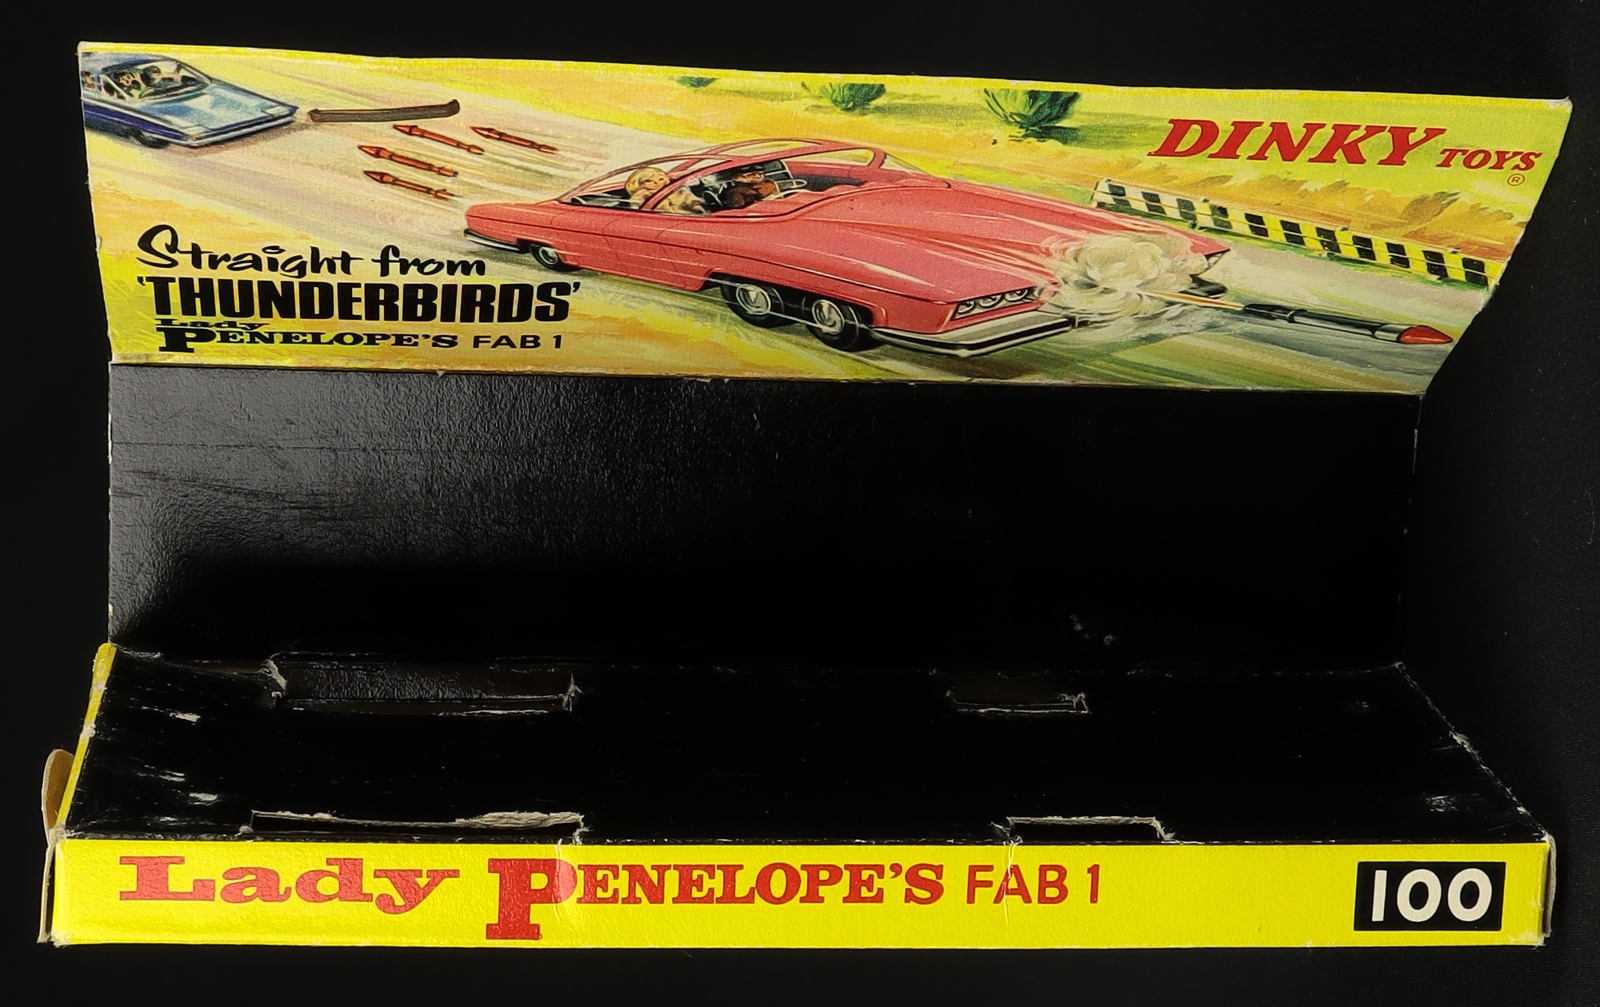 DINKY TOYS
®
Straight from
'THUNDERBIRDS'
Lady
PENELOPE'S FAB 1
Lady PENELOPE'S FAB 1
100